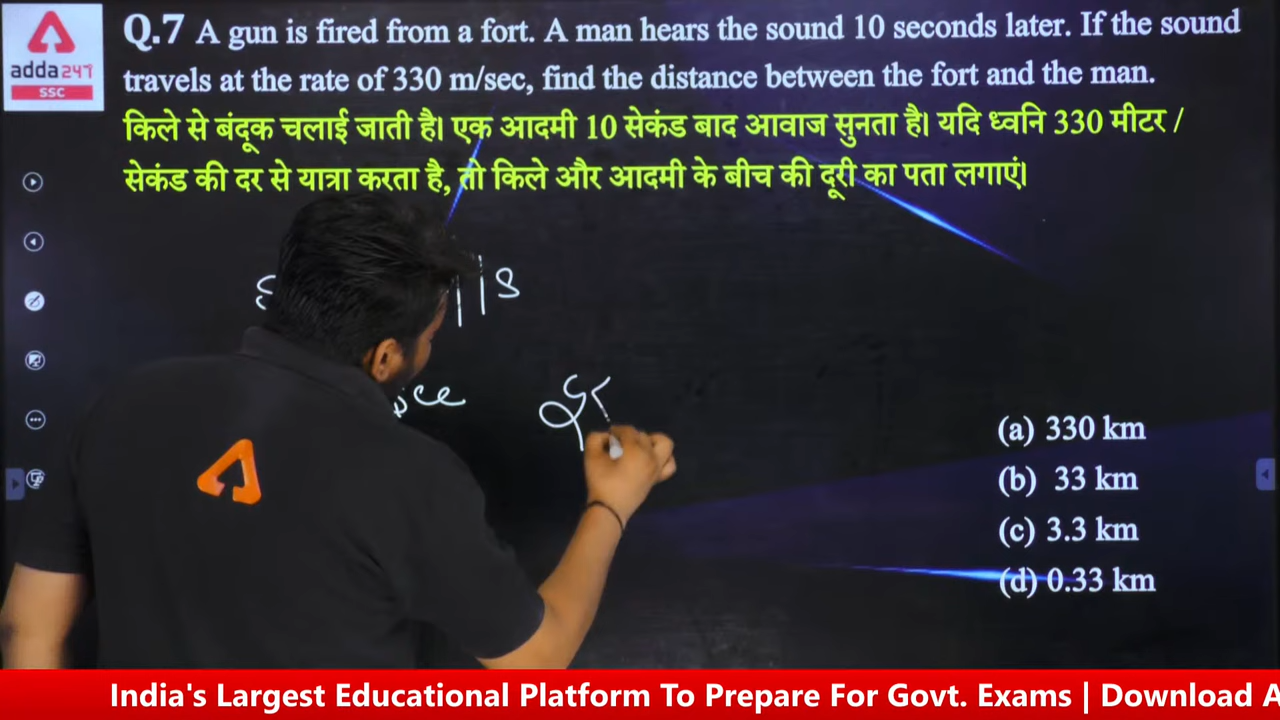 adda247
SSC
Q.7 A gun is fired from a fort. A man hears the sound 10 seconds later. If the sound
travels at the rate of 330 m/sec, find the distance between the fort and the man.
किले से बंदूक चलाई जाती है। एक आदमी 10 सेकंड बाद आवाज सुनता है। यदि ध्वनि 330 मीटर /
सेकंड की दर से यात्रा करता है, तो किले और आदमी के बीच की दूरी का पता लगाएं।
(a) 330 km
(b) 33 km
(c) 3.3 km
(d) 0.33 km
India's Largest Educational Platform To Prepare For Govt. Exams | Download A